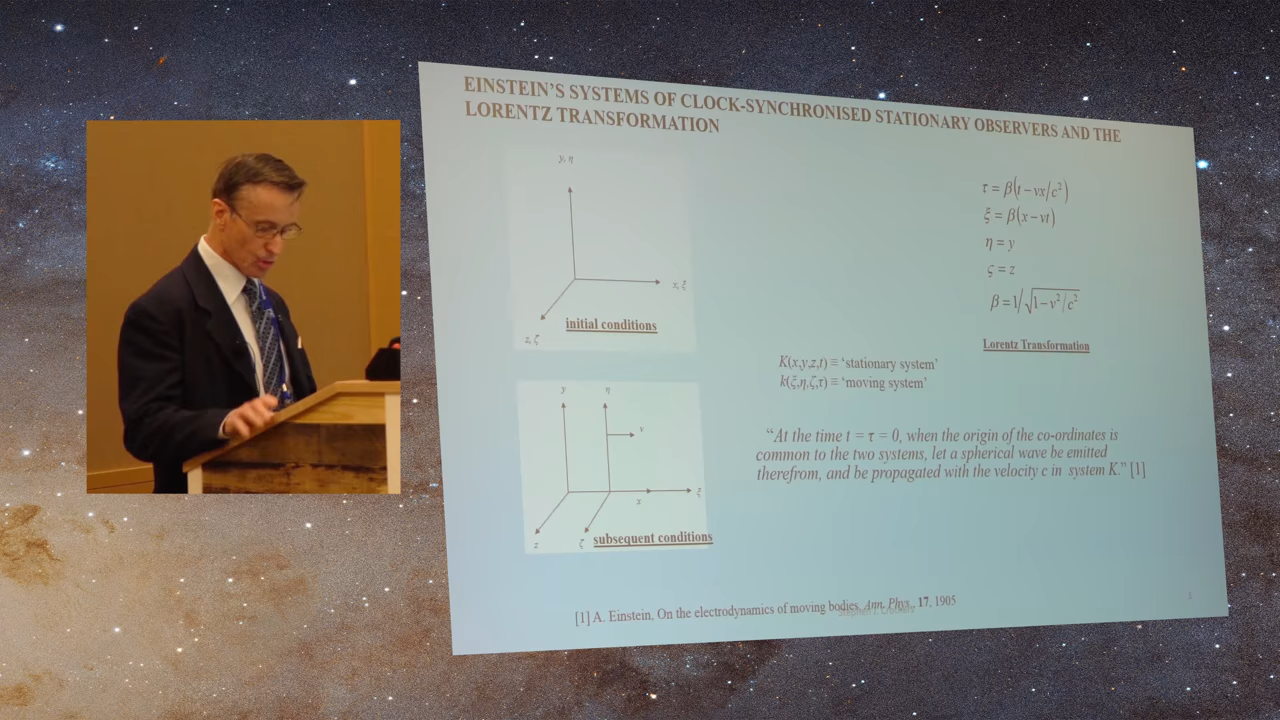 EINSTEIN'S SYSTEMS OF CLOCK-SYNCHRONISED STATIONARY OBSERVERS AND THE
LORENTZ TRANSFORMATION
y, η
x, ξ
z, ζ
initial conditions
τ = β(t − vx/c²)
ξ = β(x − vt)
η = y
ς = z
β = 1/√1 − v²/c²
Lorentz Transformation
K(x,y,z,t) ≡ 'stationary system'
k(ξ,η,ζ,τ) ≡ 'moving system'
y
η
v
ξ
x
z
ζ
subsequent conditions
"At the time t = τ = 0, when the origin of the co-ordinates is
common to the two systems, let a spherical wave be emitted
therefrom, and be propagated with the velocity c in system K." [1]
[1] A. Einstein, On the electrodynamics of moving bodies, Ann. Phys., 17, 1905